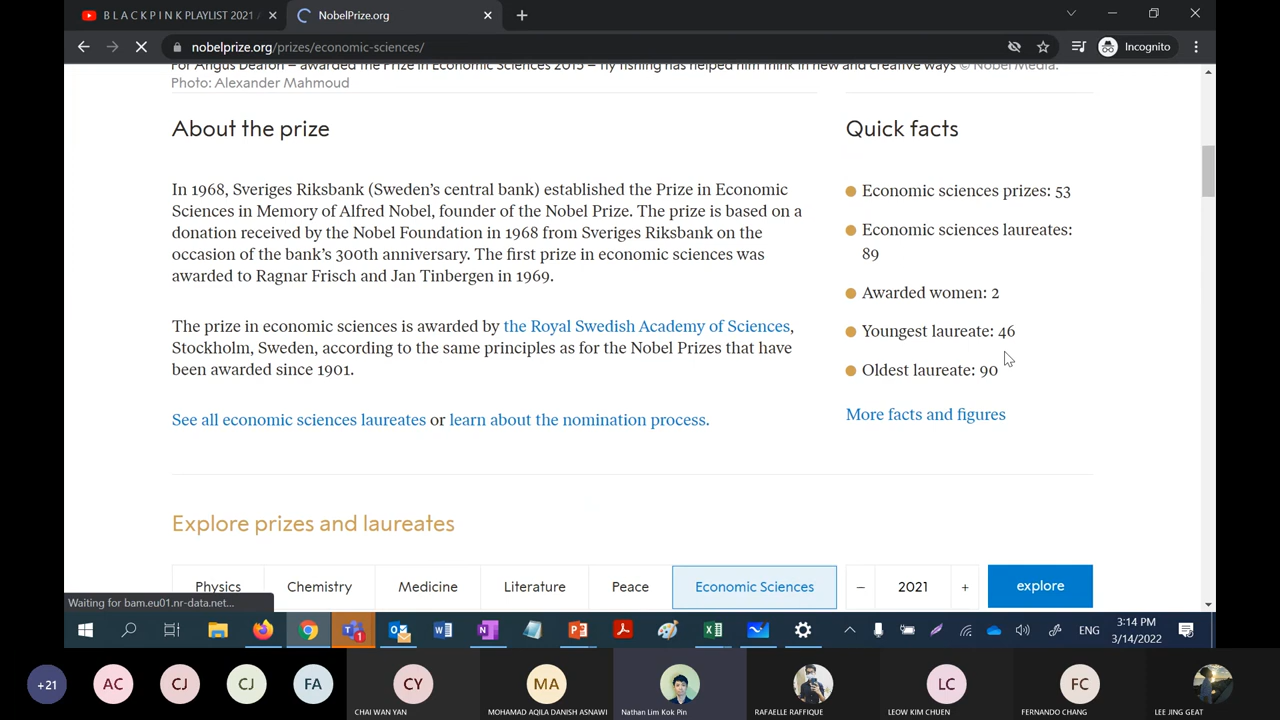 B L A C K P I N K PLAYLIST 2021
NobelPrize.org
nobelprize.org/prizes/economic-sciences/
Incognito
For Angus Deaton – awarded the Prize in Economic Sciences 2015 – fly fishing has helped him think in new and creative ways © Nobel Media.
Photo: Alexander Mahmoud
About the prize
In 1968, Sveriges Riksbank (Sweden's central bank) established the Prize in Economic
Sciences in Memory of Alfred Nobel, founder of the Nobel Prize. The prize is based on a
donation received by the Nobel Foundation in 1968 from Sveriges Riksbank on the
occasion of the bank's 300th anniversary. The first prize in economic sciences was
awarded to Ragnar Frisch and Jan Tinbergen in 1969.
The prize in economic sciences is awarded by the Royal Swedish Academy of Sciences,
Stockholm, Sweden, according to the same principles as for the Nobel Prizes that have
been awarded since 1901.
See all economic sciences laureates or learn about the nomination process.
Quick facts
Economic sciences prizes: 53
Economic sciences laureates:
89
Awarded women: 2
Youngest laureate: 46
Oldest laureate: 90
More facts and figures
Explore prizes and laureates
Physics Chemistry Medicine Literature Peace Economic Sciences – 2021 + explore
Waiting for bam.eu01.nr-data.net...
1
ENG
3:14 PM
3/14/2022
+21 AC CJ CJ FA CY MA LC FC
CHAI WAN YAN MOHAMAD AQILA DANISH ASNAWI Nathan Lim Kok Pin RAFAELLE RAFFIQUE LEOW KIM CHUEN FERNANDO CHANG LEE JING GEAT